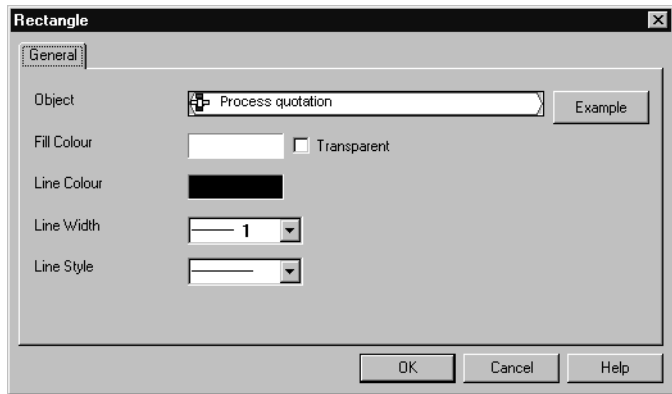 Rectangle
General
Object
Process quotation
Example
Fill Colour
Transparent
Line Colour
Line Width
1
Line Style
OK
Cancel
Help